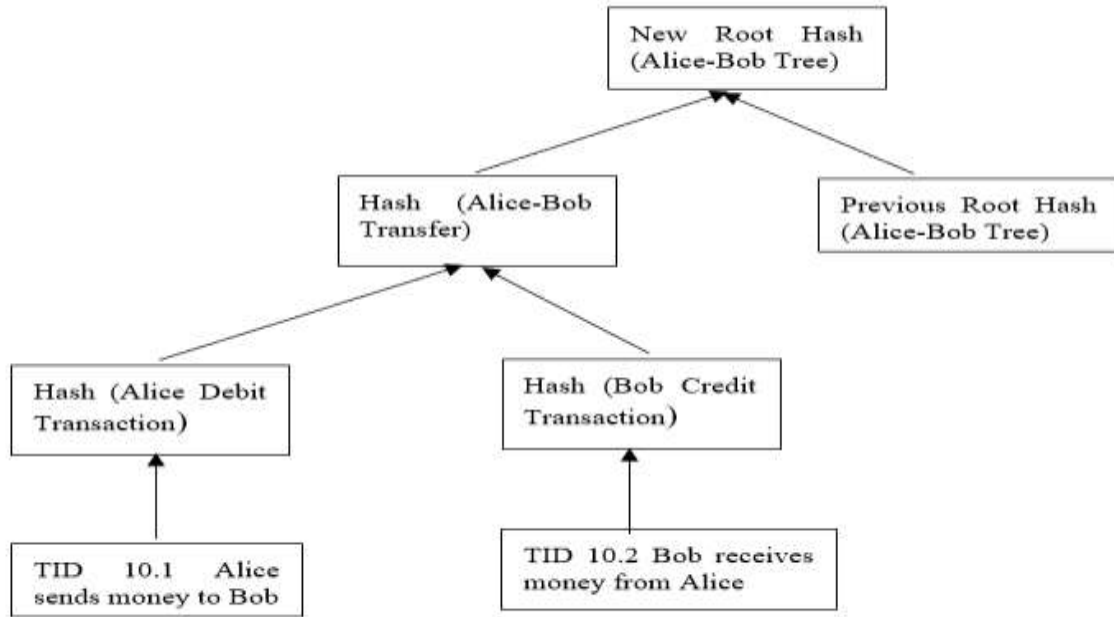 New Root Hash
(Alice-Bob Tree)
Hash (Alice-Bob
Transfer)
Previous Root Hash
(Alice-Bob Tree)
Hash (Alice Debit
Transaction)
Hash (Bob Credit
Transaction)
TID 10.1 Alice
sends money to Bob
TID 10.2 Bob receives
money from Alice